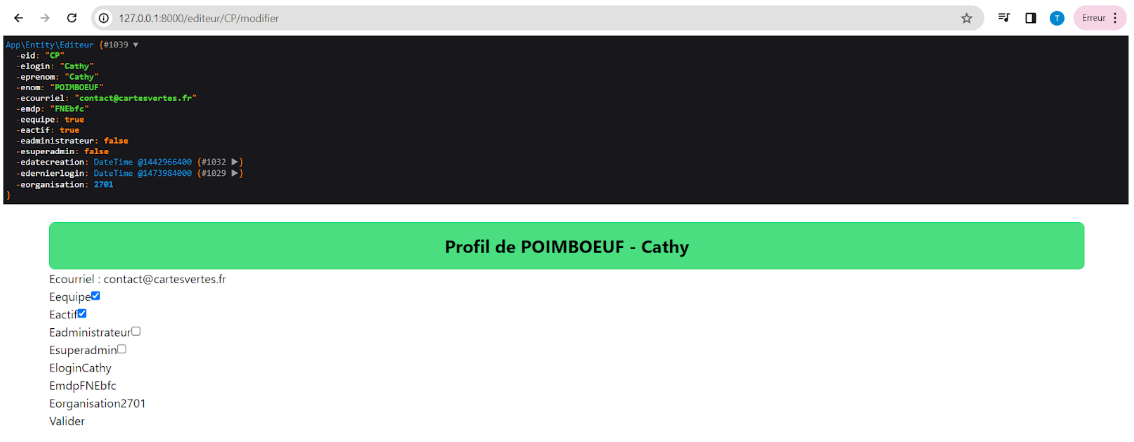 127.0.0.1:8000/editeur/CP/modifier
T
Erreur
App\Entity\Editeur {#1039 ▼
-eid: "CP"
-elogin: "Cathy"
-eprenom: "Cathy"
-enom: "POIMBOEUF"
-ecourriel: "contact@cartesvertes.fr"
-emdp: "FNEbfc"
-eequipe: true
-eactif: true
-eadministrateur: false
-esuperadmin: false
-edatecreation: DateTime @1442966400 {#1032 ▶}
-edernierlogin: DateTime @1473984000 {#1029 ▶}
-eorganisation: 2701
}
Profil de POIMBOEUF - Cathy
Ecourriel : contact@cartesvertes.fr
Eequipe
Eactif
Eadministrateur
Esuperadmin
EloginCathy
EmdpFNEbfc
Eorganisation2701
Valider